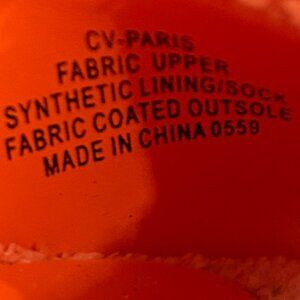 CV-PARIS
FABRIC UPPER
SYNTHETIC LINING/SOCK
FABRIC COATED OUTSOLE
MADE IN CHINA 0559